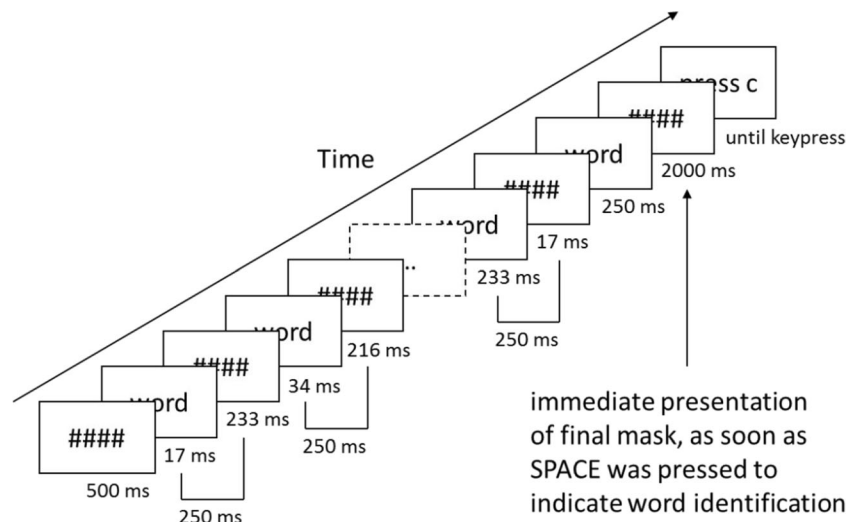 press c
####
until keypress
word
Time
2000 ms
####
250 ms
word
17 ms
..
233 ms
####
word
250 ms
216 ms
####
34 ms
word
233 ms
250 ms
####
17 ms
500 ms
250 ms
immediate presentation
of final mask, as soon as
SPACE was pressed to
indicate word identification